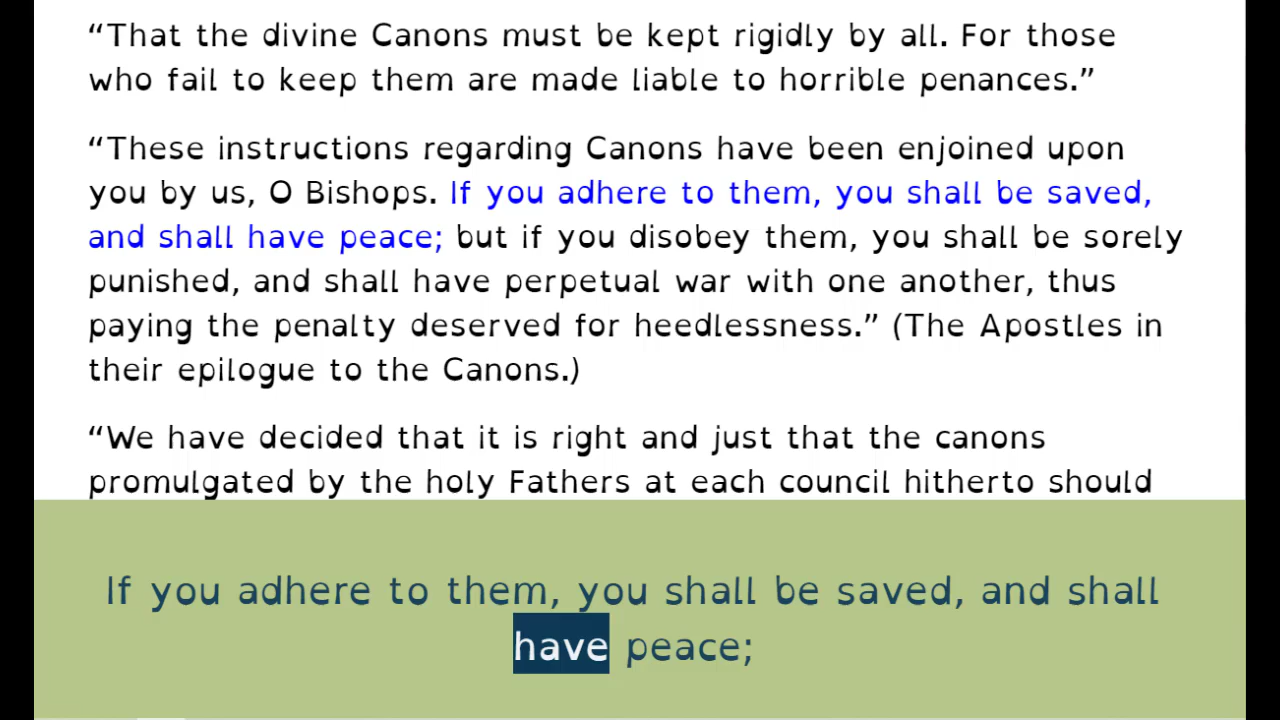 “That the divine Canons must be kept rigidly by all. For those
who fail to keep them are made liable to horrible penances.”
“These instructions regarding Canons have been enjoined upon
you by us, O Bishops. If you adhere to them, you shall be saved,
and shall have peace; but if you disobey them, you shall be sorely
punished, and shall have perpetual war with one another, thus
paying the penalty deserved for heedlessness.” (The Apostles in
their epilogue to the Canons.)
“We have decided that it is right and just that the canons
promulgated by the holy Fathers at each council hitherto should
If you adhere to them, you shall be saved, and shall
have peace;